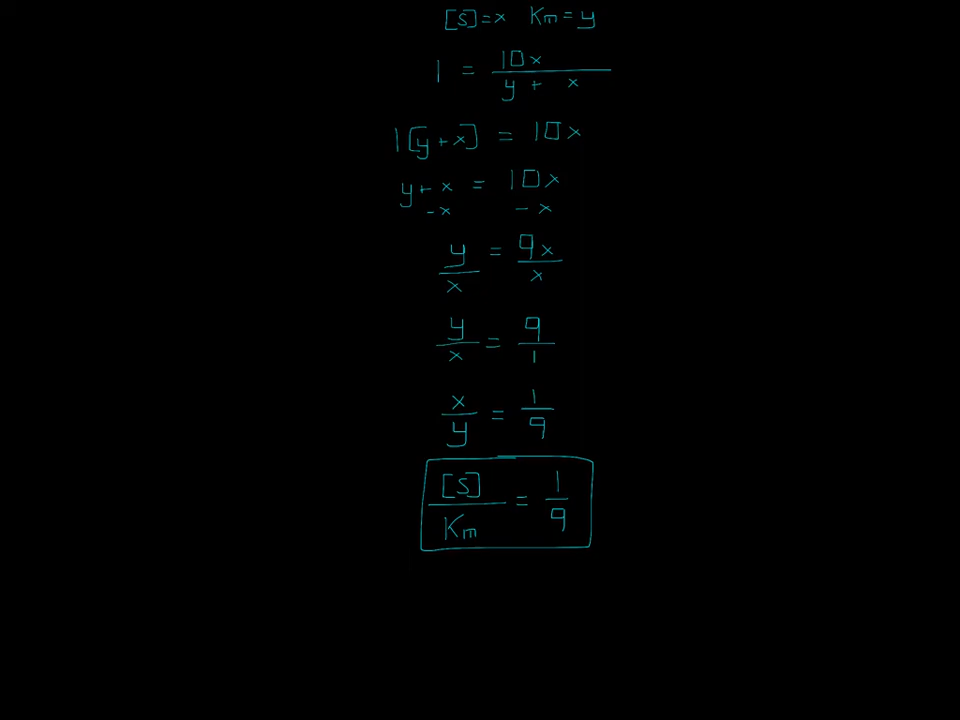 [S] = x Km = y
1 = 10x / y + x
1[y + x] = 10x
y + x = 10x
- x - x
y / x = 9x / x
y / x = 9 / 1
x / y = 1 / 9
[S] / Km = 1 / 9